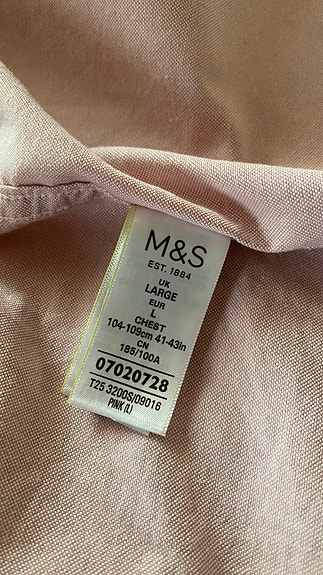 M&S
EST. 1884
UK
LARGE
EUR
L
CHEST
104-109cm 41-43in
CN
185/100A
07020728
T25 3200S/09016
PINK (L)